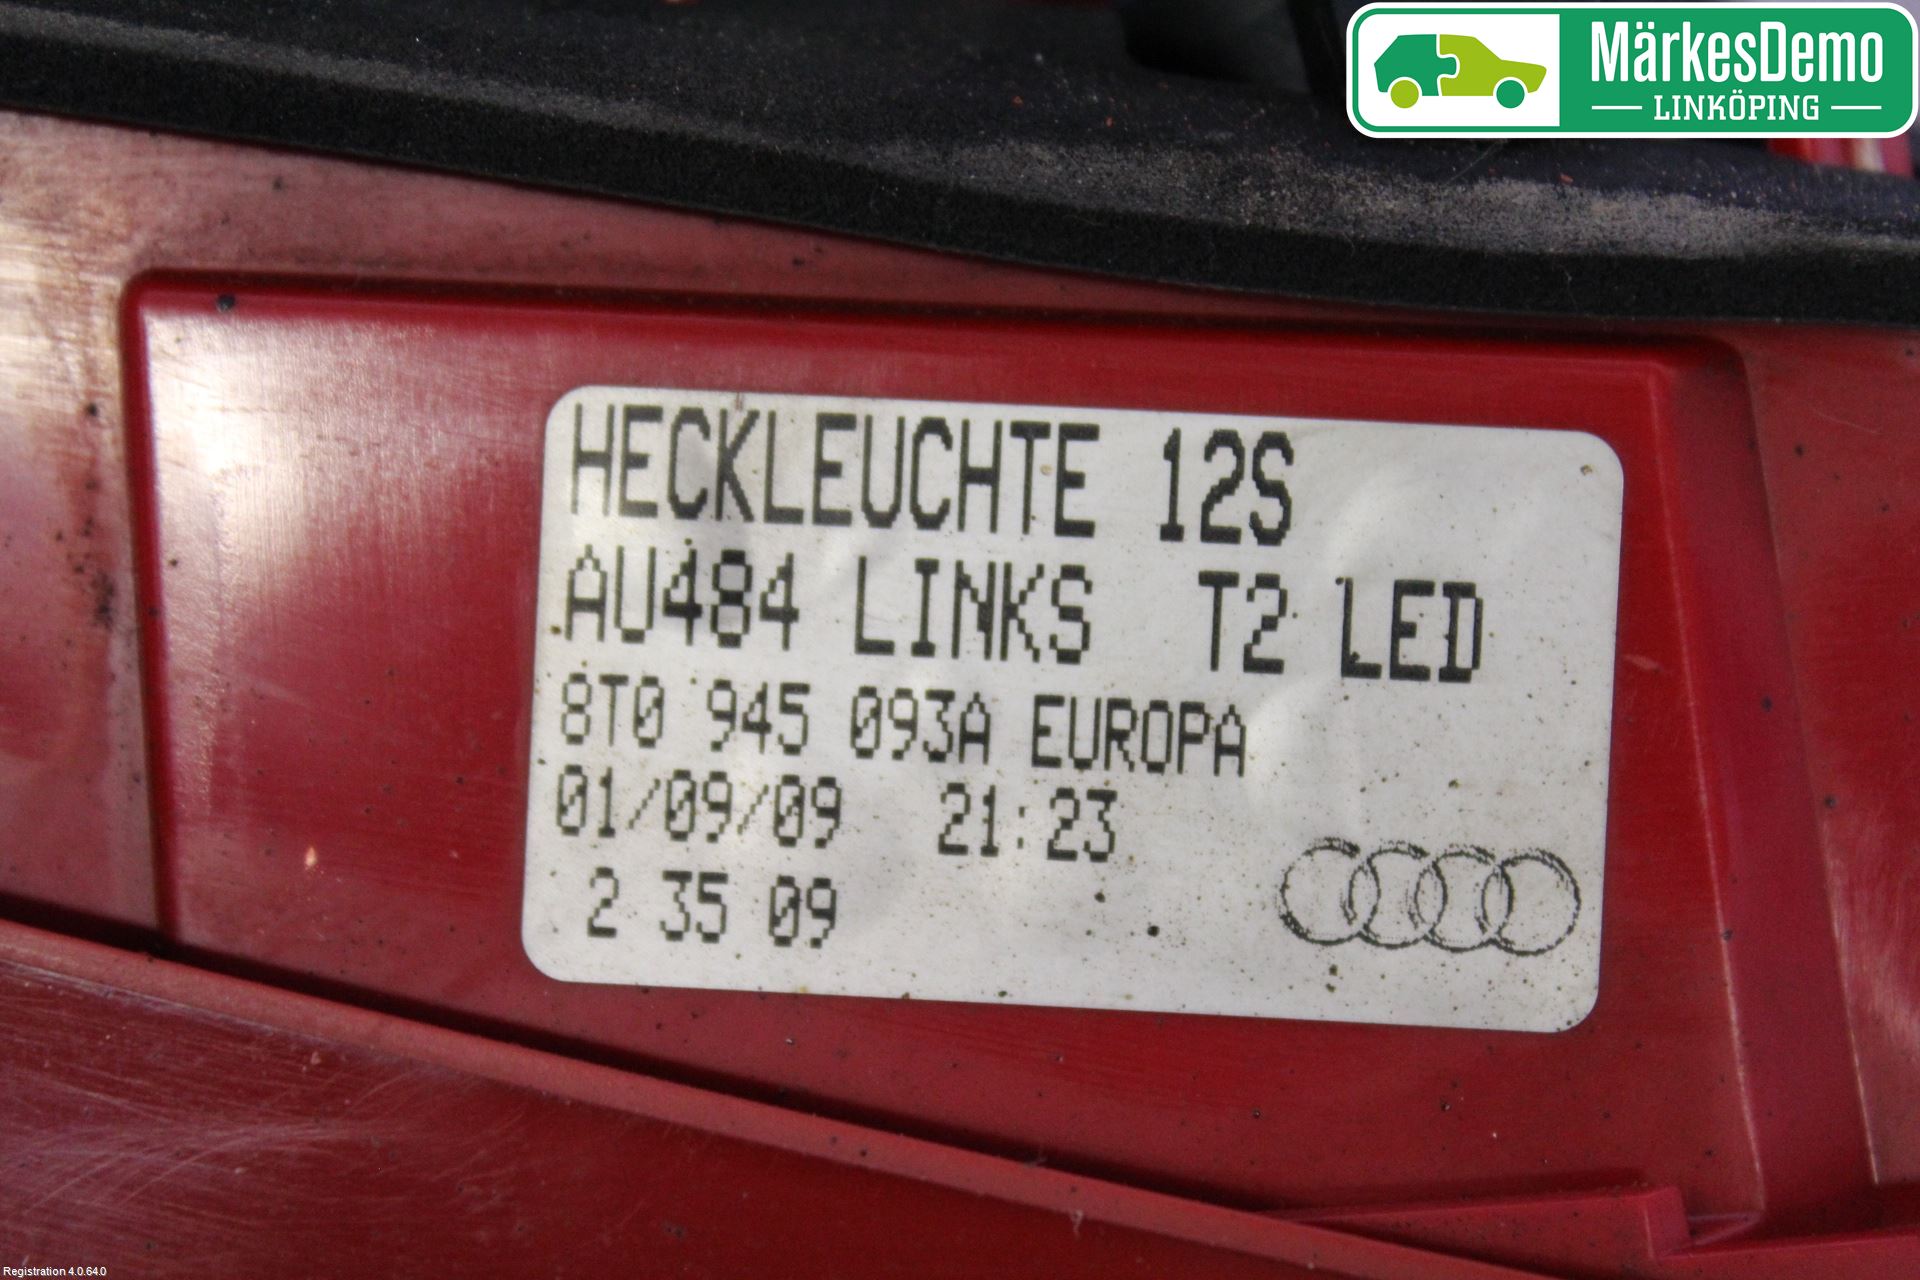 MärkesDemo
LINKÖPING
HECKLEUCHTE 12S
AU484 LINKS T2 LED
8T0 945 093A EUROPA
01/09/09 21:23
2 35 09
Registration 4.0.64.0